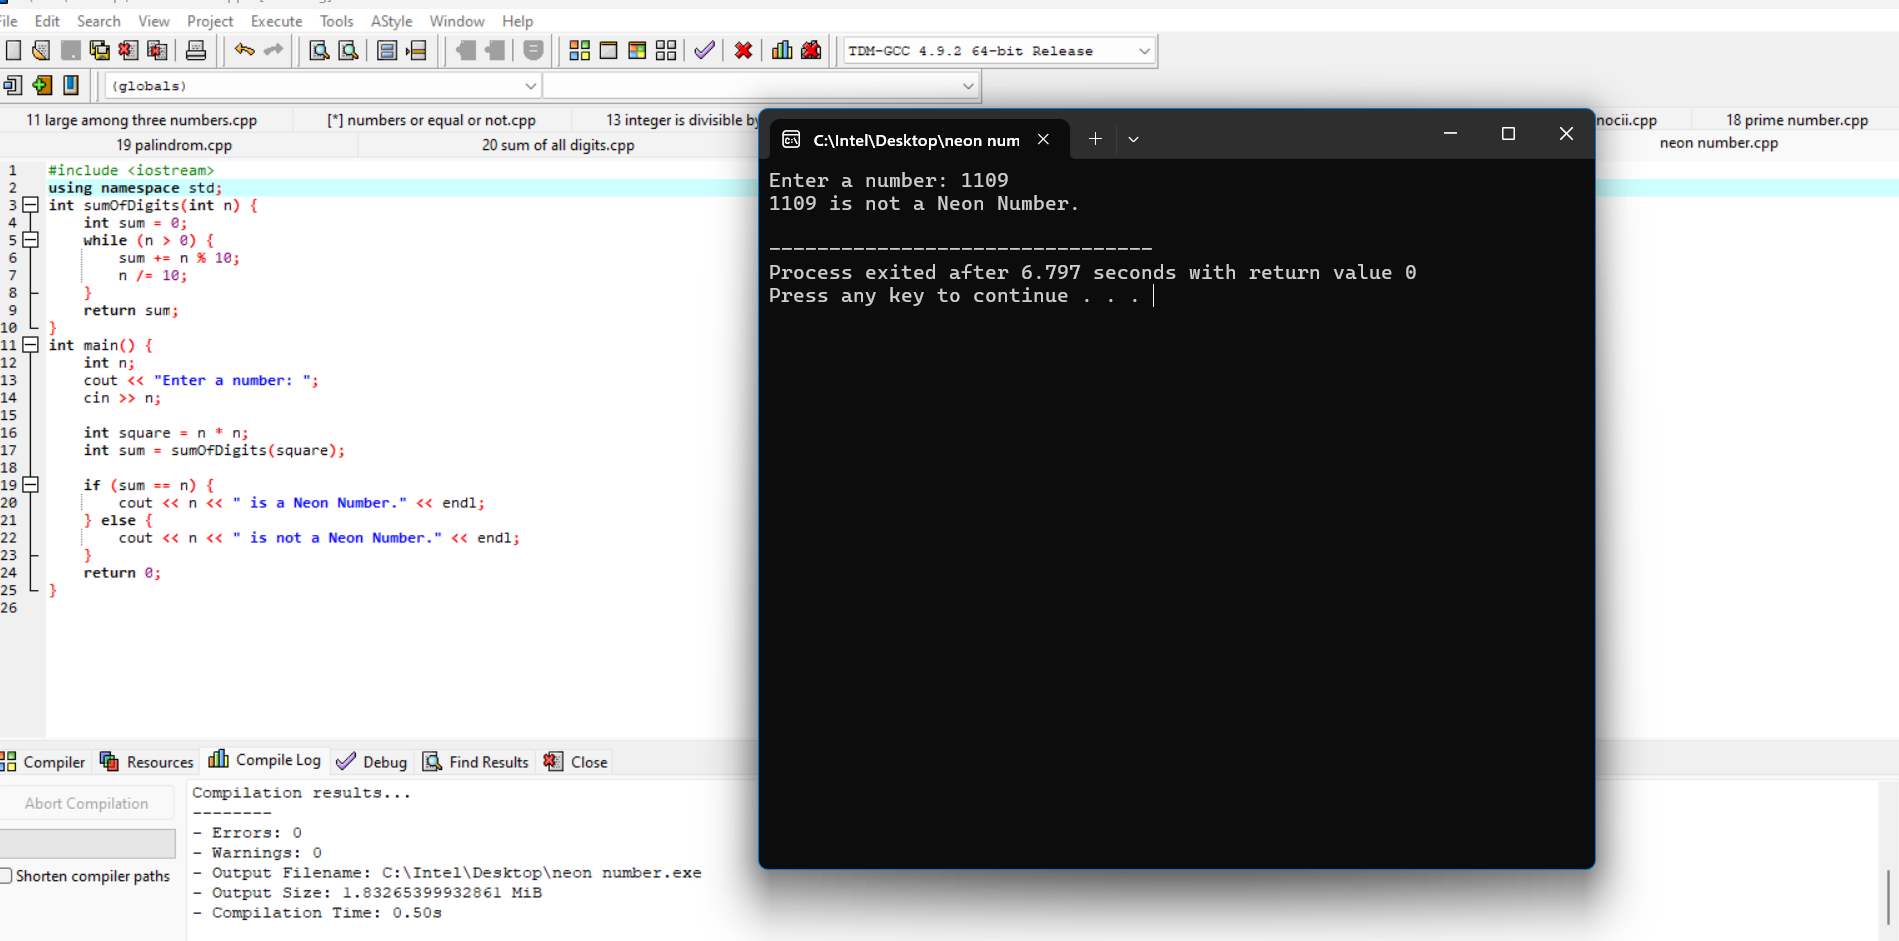 File Edit Search View Project Execute Tools AStyle Window Help
TDM-GCC 4.9.2 64-bit Release
(globals)
11 large among three numbers.cpp
[*] numbers or equal or not.cpp
13 integer is divisible by
nocii.cpp
18 prime number.cpp
19 palindrom.cpp
20 sum of all digits.cpp
neon number.cpp
1 #include <iostream>
2 using namespace std;
3 int sumOfDigits(int n) {
4 int sum = 0;
5 while (n > 0) {
6 sum += n % 10;
7 n /= 10;
8 }
9 return sum;
10 }
11 int main() {
12 int n;
13 cout << "Enter a number: ";
14 cin >> n;
15
16 int square = n * n;
17 int sum = sumOfDigits(square);
18
19 if (sum == n) {
20 cout << n << " is a Neon Number." << endl;
21 } else {
22 cout << n << " is not a Neon Number." << endl;
23 }
24 return 0;
25 }
26
C:\Intel\Desktop\neon num
Enter a number: 1109
1109 is not a Neon Number.
--------------------------------
Process exited after 6.797 seconds with return value 0
Press any key to continue . . .
Compiler Resources Compile Log Debug Find Results Close
Abort Compilation
Shorten compiler paths
Compilation results...
--------
- Errors: 0
- Warnings: 0
- Output Filename: C:\Intel\Desktop\neon number.exe
- Output Size: 1.83265399932861 MiB
- Compilation Time: 0.50s